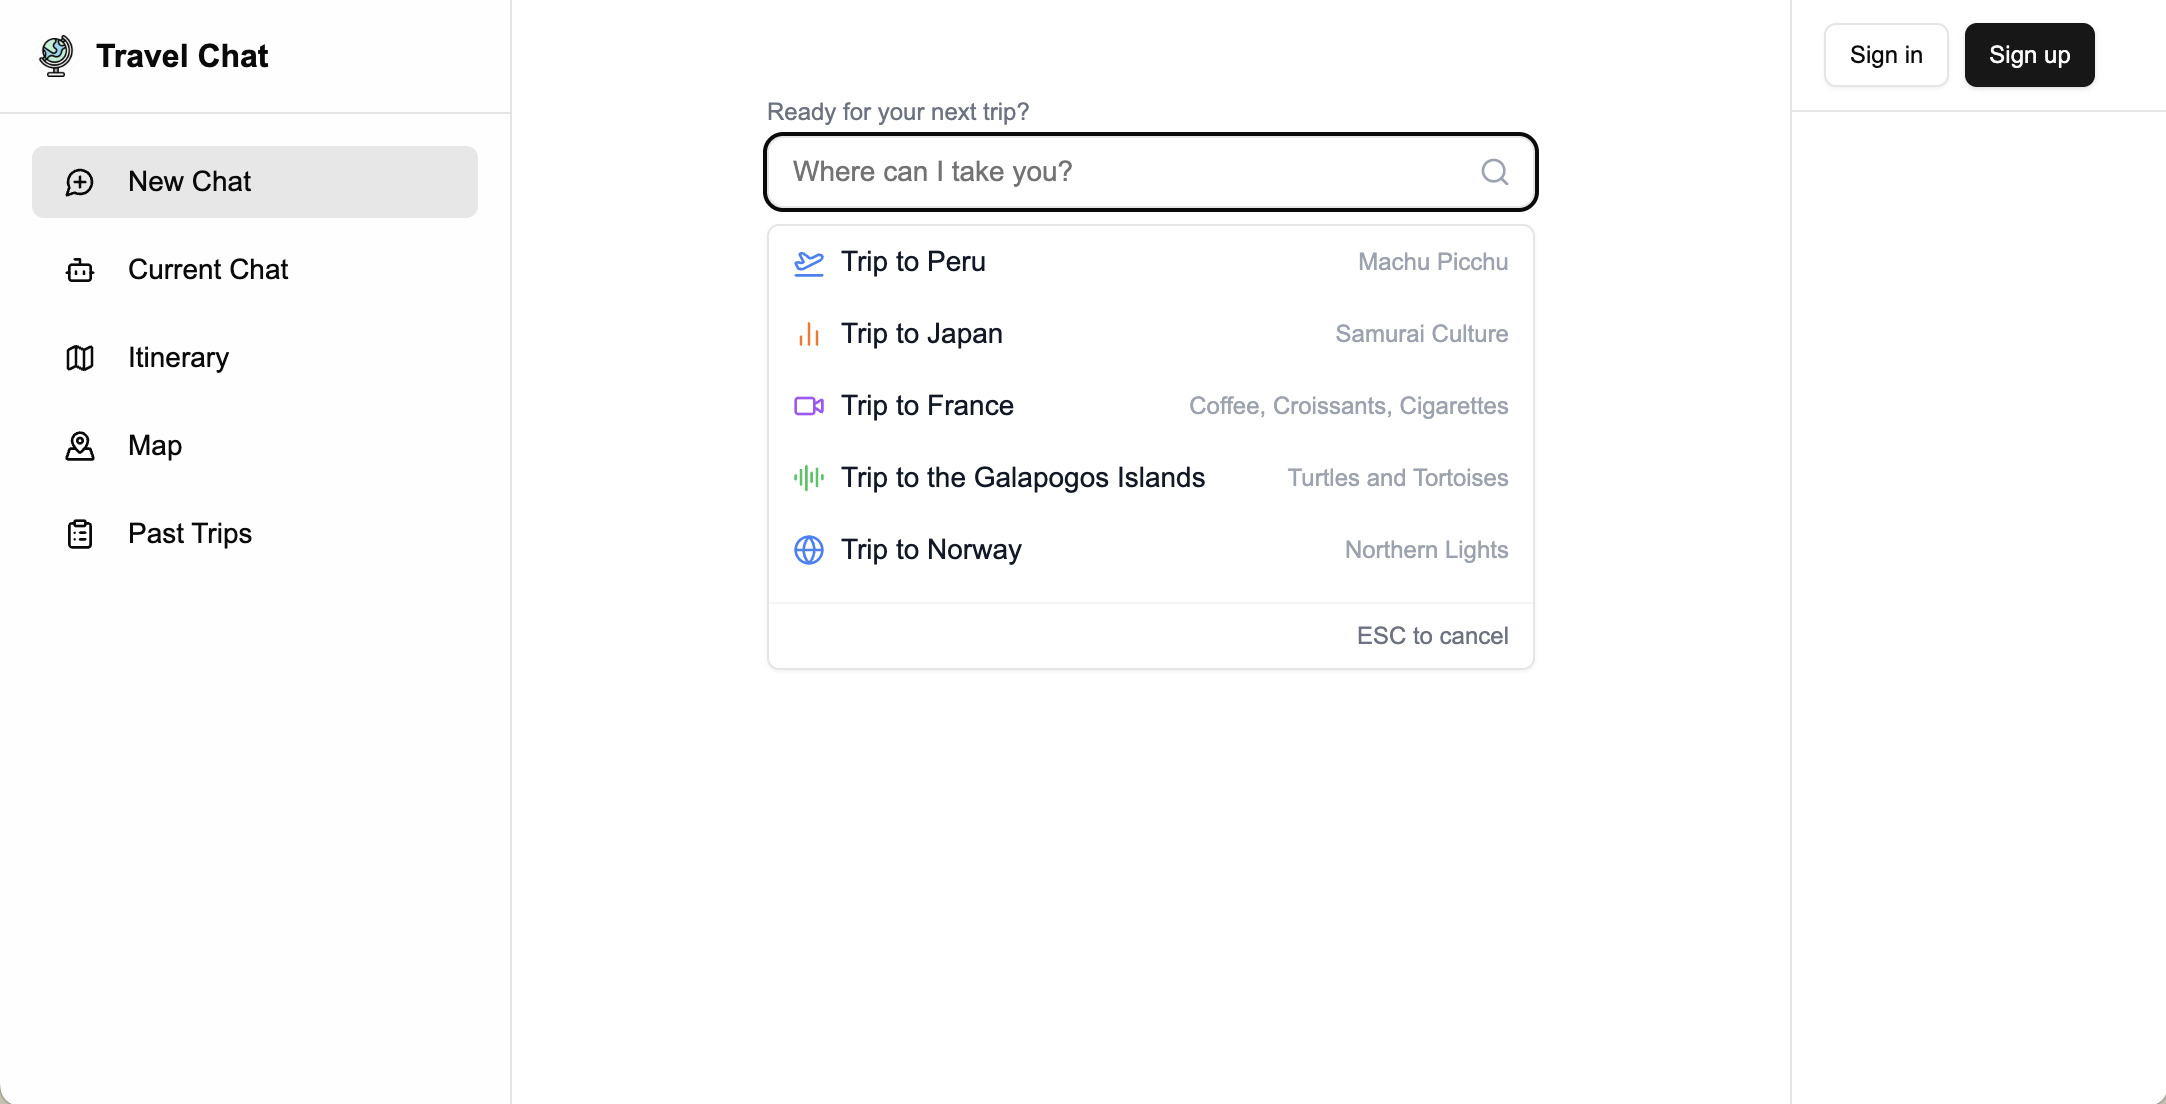 Travel Chat
New Chat
Current Chat
Itinerary
Map
Past Trips
Ready for your next trip?
Where can I take you?
Trip to Peru Machu Picchu
Trip to Japan Samurai Culture
Trip to France Coffee, Croissants, Cigarettes
Trip to the Galapogos Islands Turtles and Tortoises
Trip to Norway Northern Lights
ESC to cancel
Sign in Sign up